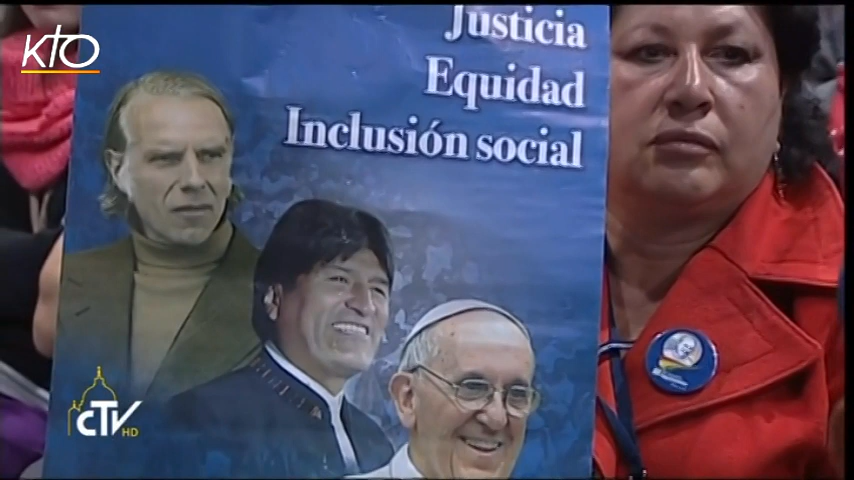 KTO
Justicia
Equidad
Inclusión social
CTV HD